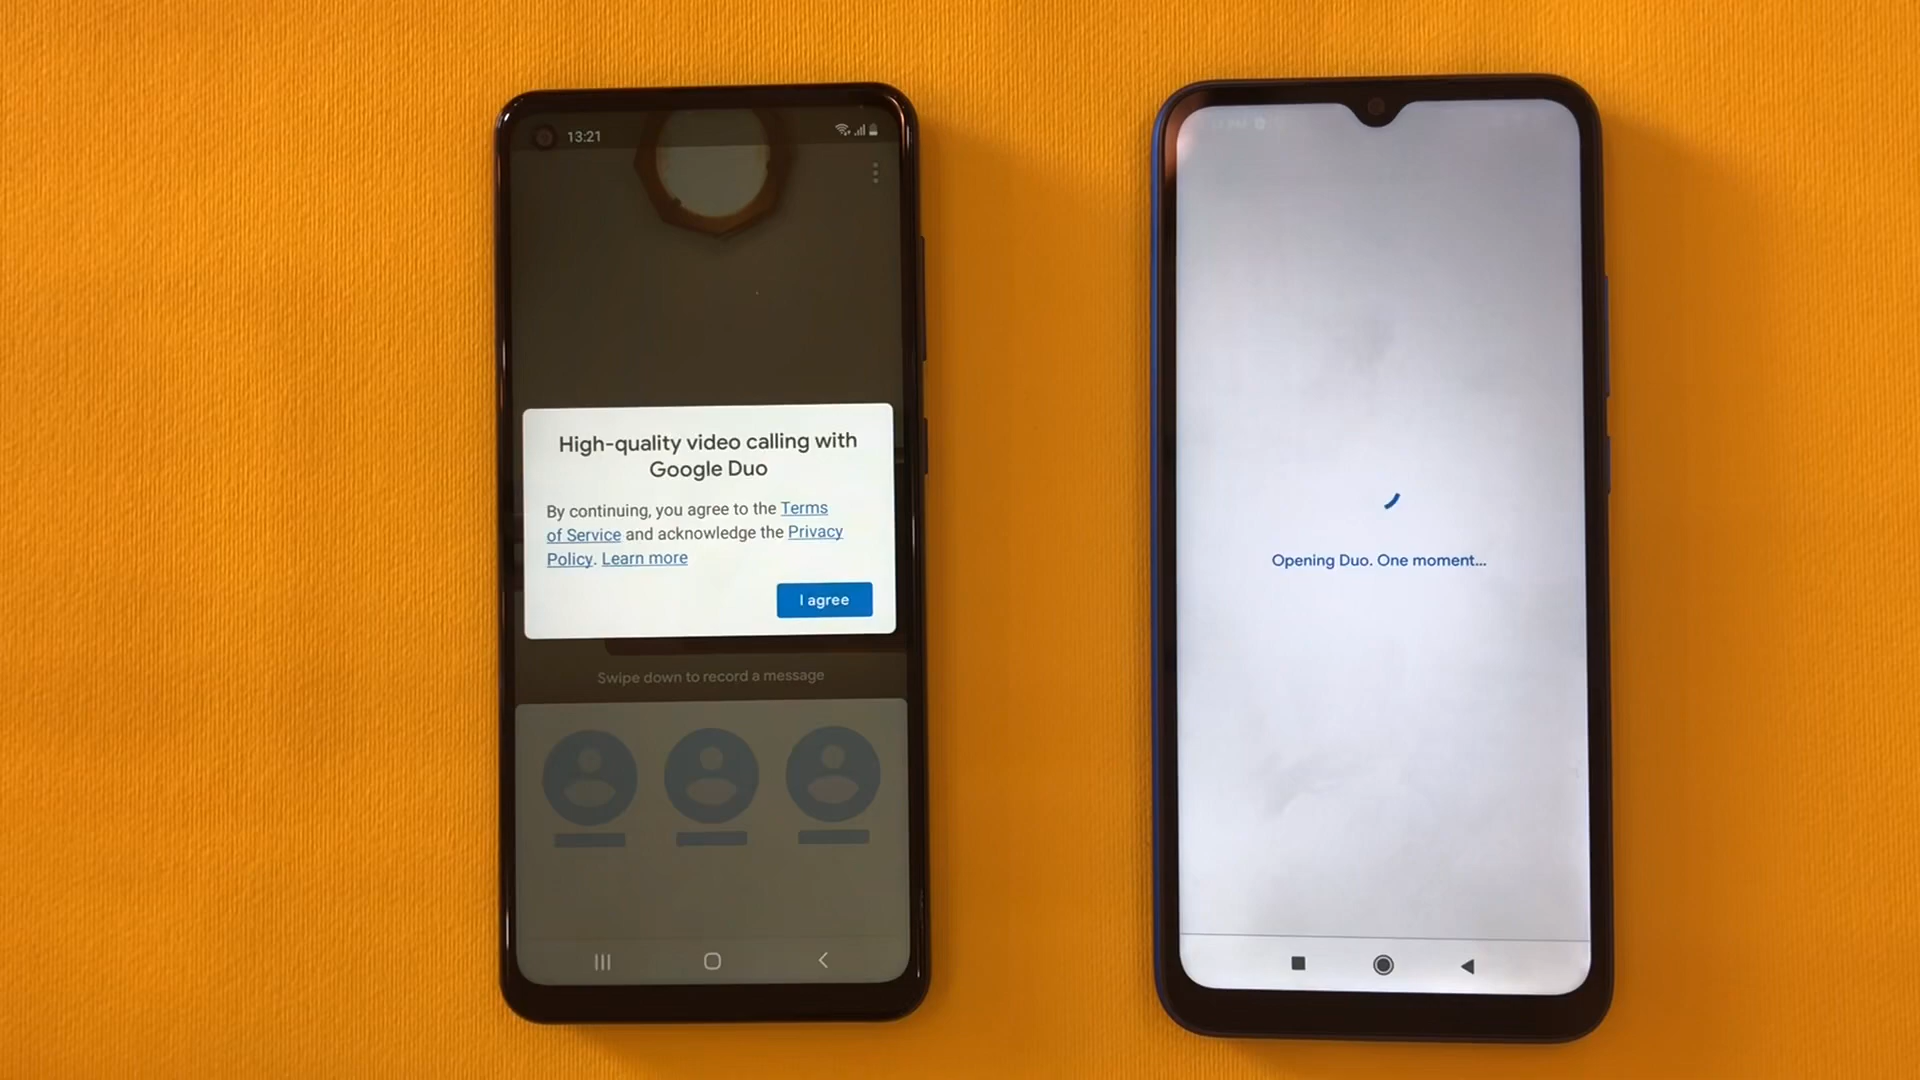 13:21
High-quality video calling with
Google Duo
By continuing, you agree to the Terms
of Service and acknowledge the Privacy
Policy. Learn more
I agree
Swipe down to record a message
Opening Duo. One moment...